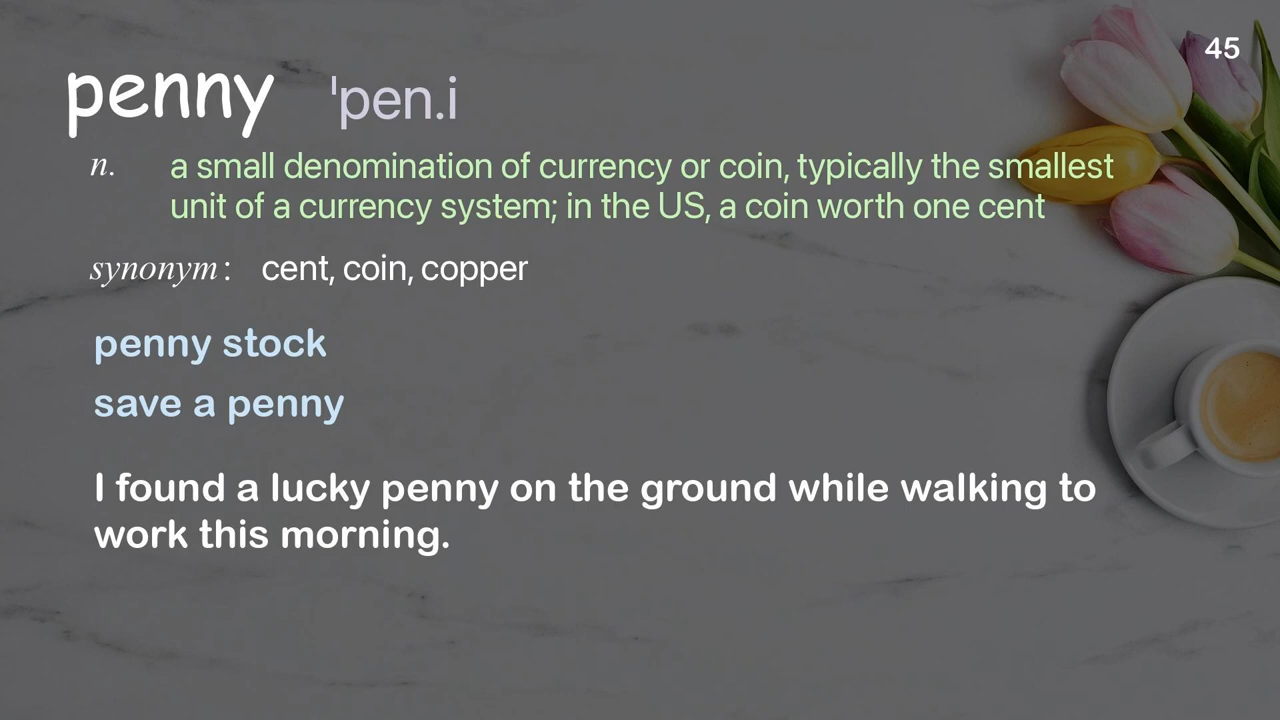 45
penny ˈpen.i
n. a small denomination of currency or coin, typically the smallest
unit of a currency system; in the US, a coin worth one cent
synonym: cent, coin, copper
penny stock
save a penny
I found a lucky penny on the ground while walking to
work this morning.